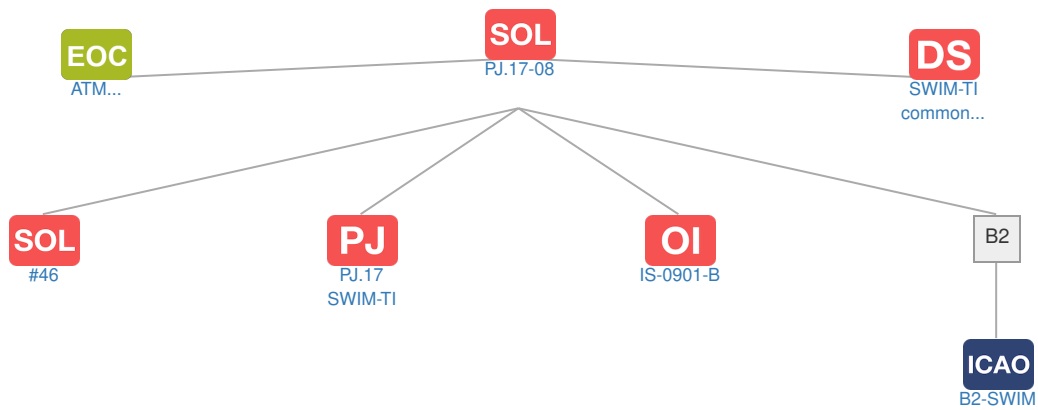 EOC
ATM...
SOL
PJ.17-08
DS
SWIM-TI
common...
SOL
#46
PJ
PJ.17
SWIM-TI
OI
IS-0901-B
B2
ICAO
B2-SWIM